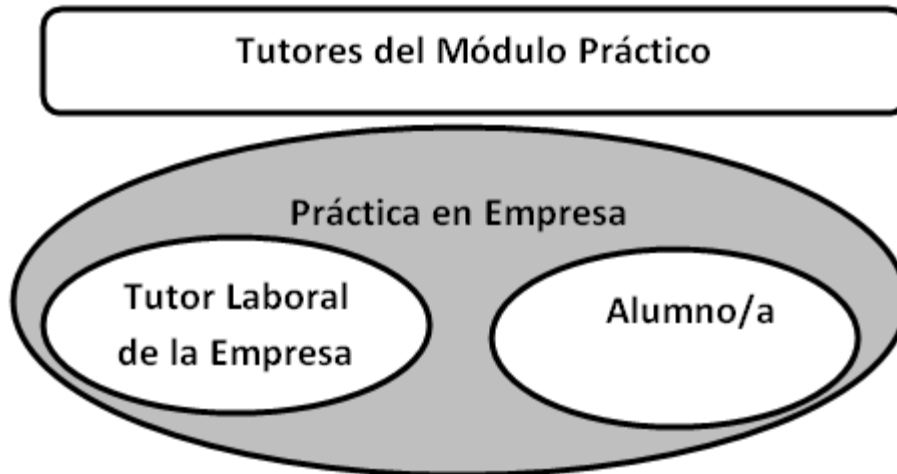 Tutores del Módulo Práctico
Práctica en Empresa
Tutor Laboral
de la Empresa
Alumno/a